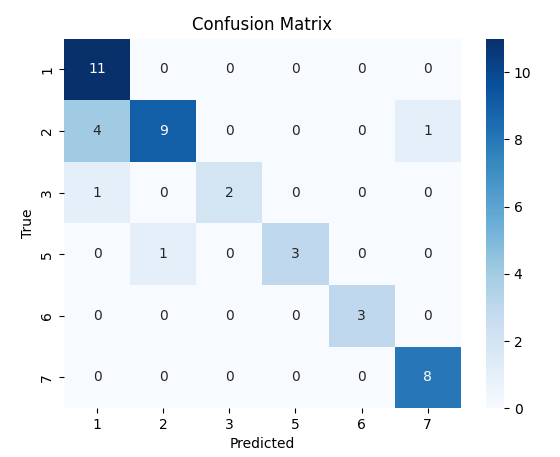 Confusion Matrix
1 11 0 0 0 0 0
2 4 9 0 0 0 1
3 1 0 2 0 0 0
5 0 1 0 3 0 0
6 0 0 0 0 3 0
7 0 0 0 0 0 8
1 2 3 5 6 7
Predicted
True
10
8
6
4
2
0